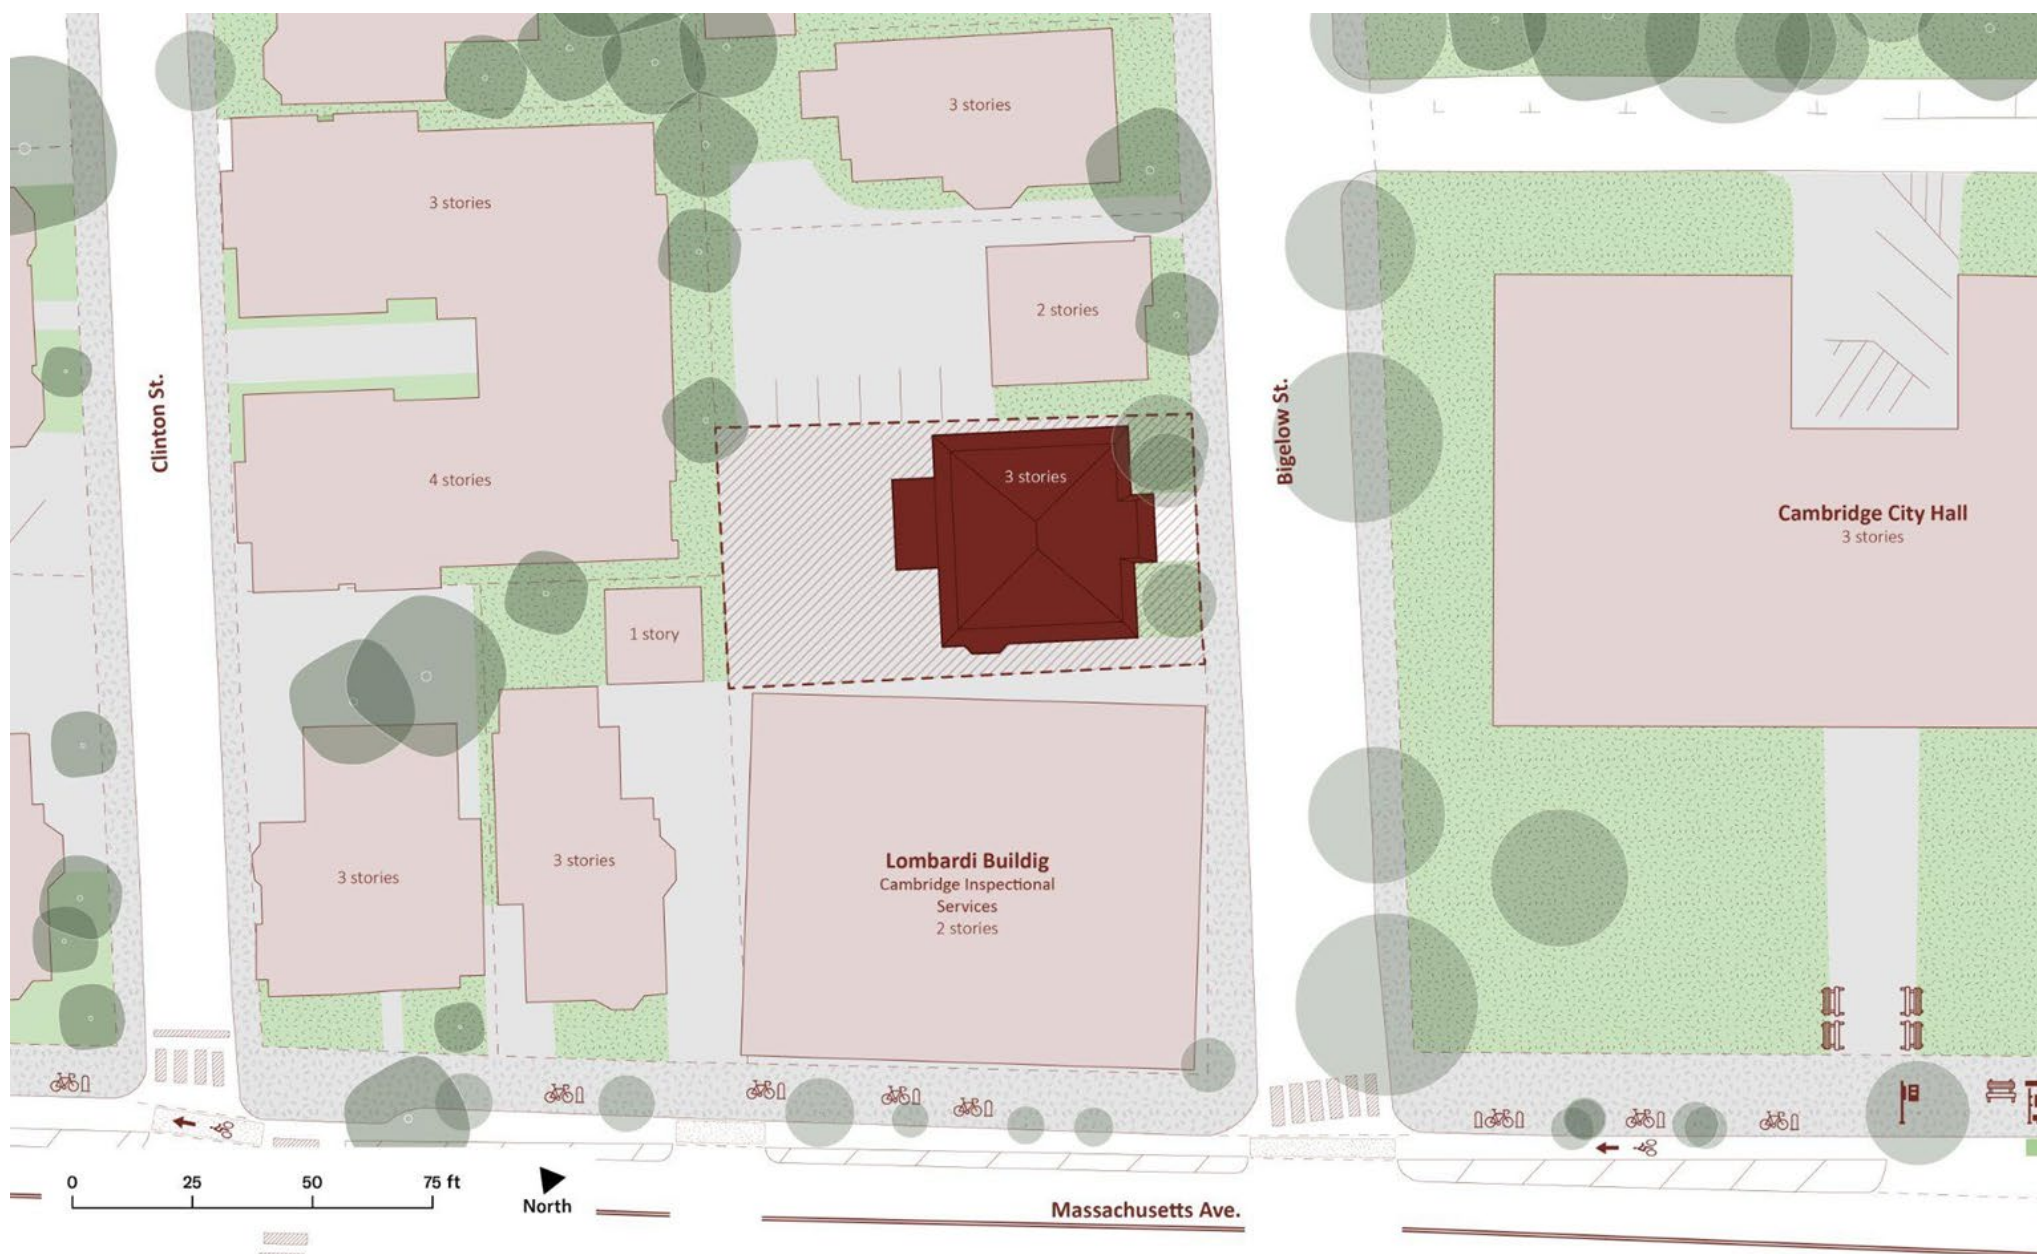 3 stories
3 stories
2 stories
Clinton St.
Bigelow St.
4 stories
3 stories
Cambridge City Hall
3 stories
1 story
3 stories
3 stories
Lombardi Buildig
Cambridge Inspectional
Services
2 stories
0 25 50 75 ft
North
Massachusetts Ave.